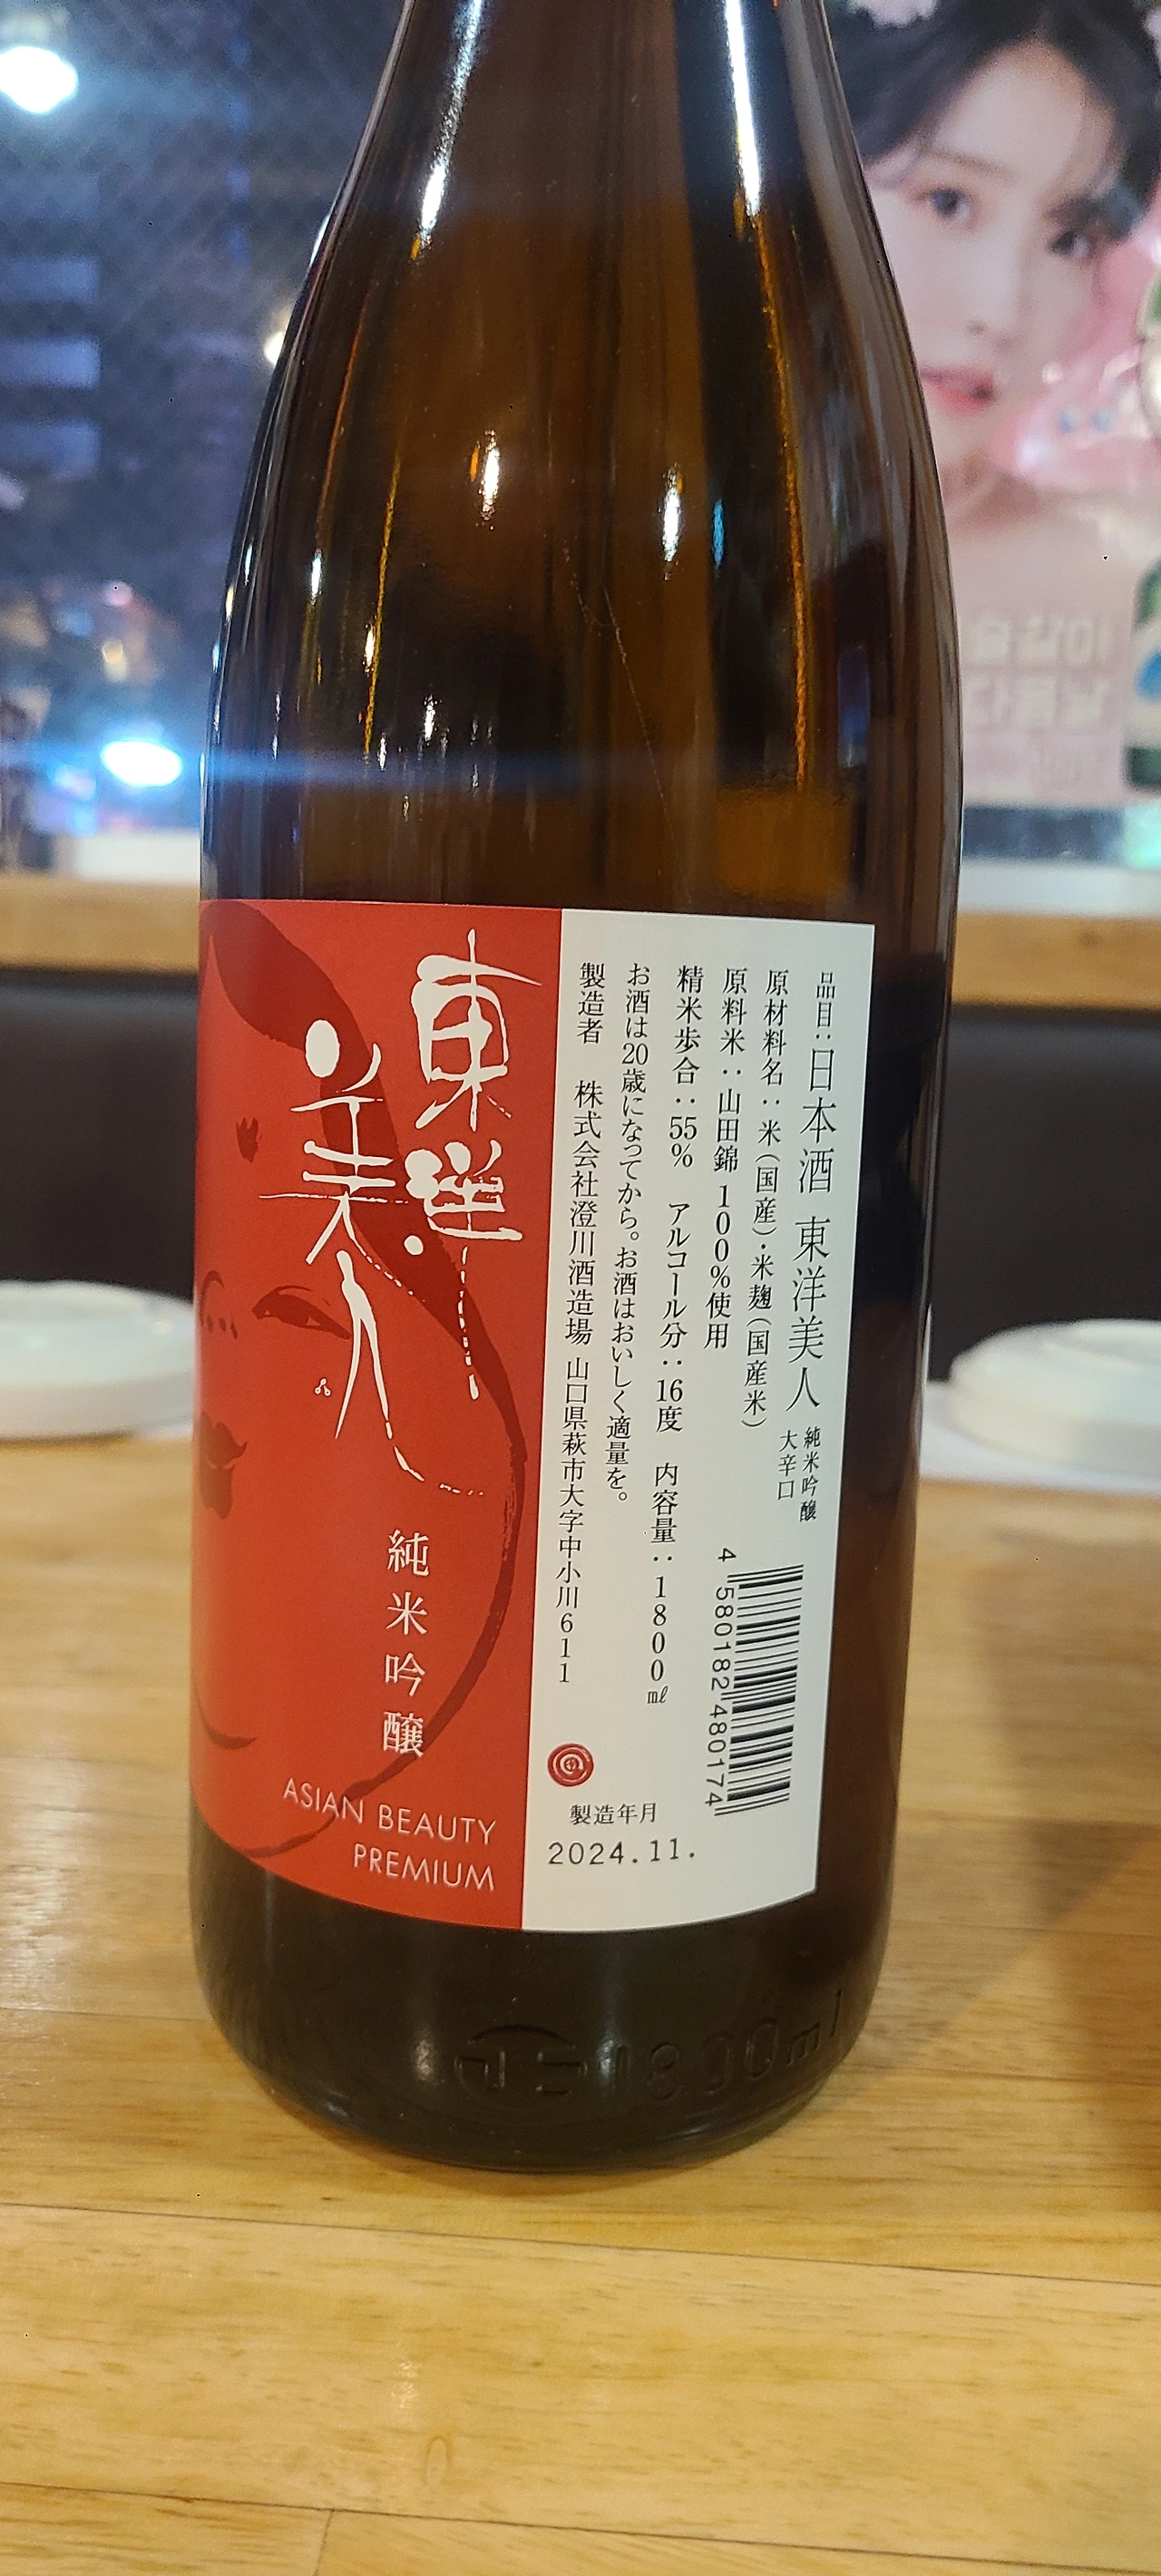 東洋
美人
純米吟醸
ASIAN BEAUTY
PREMIUM
品目：日本酒 東洋美人 純米吟醸
大辛口
原材料名：米（国産）・米麹（国産米）
原料米：山田錦 100％使用
精米歩合：55％ アルコール分：16度 内容量：1800㎖
お酒は20歳になってから。お酒はおいしく適量を。
製造者 株式会社澄川酒造場 山口県萩市大字中小川611
4 580182 480174
製造年月
2024.11.
1800ml